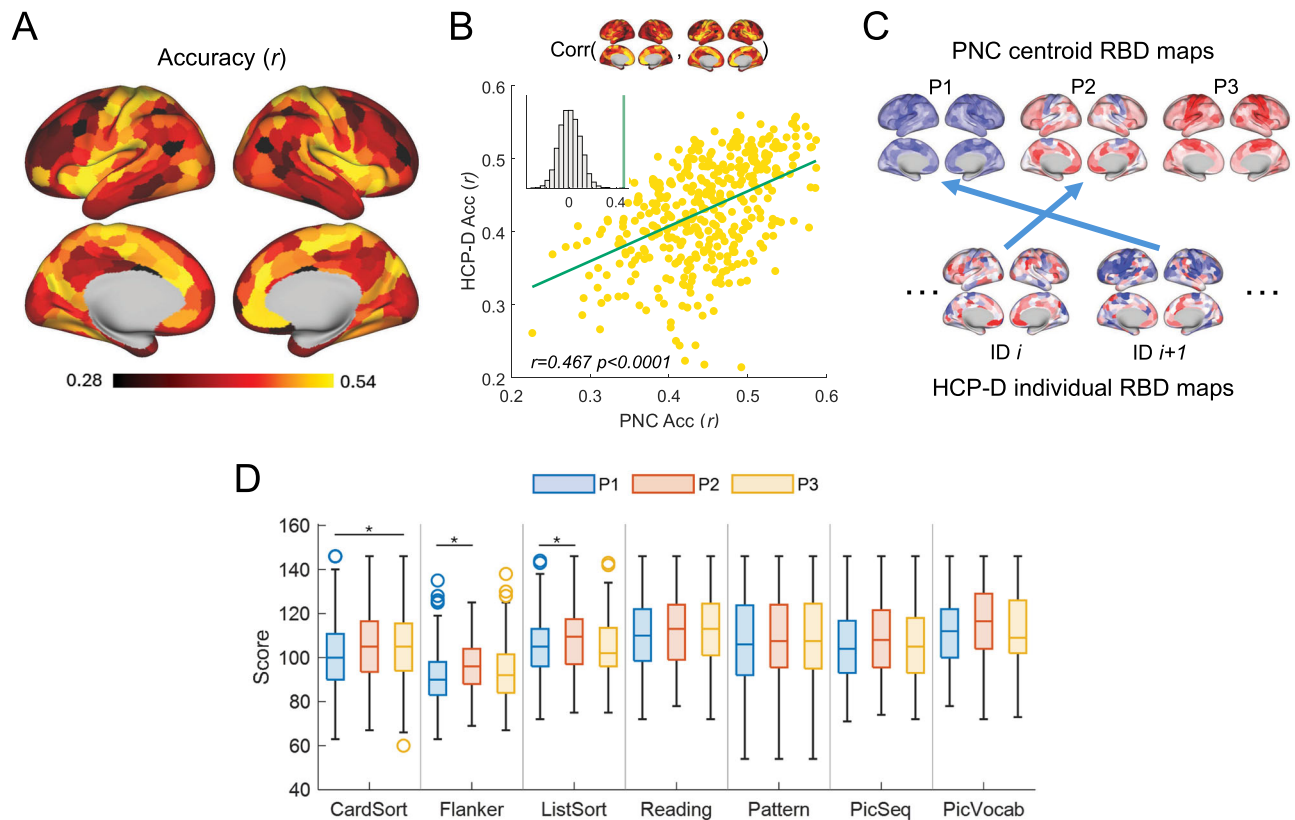 A
Accuracy (r)
0.28
0.54
B
Corr( , )
HCP-D Acc (r)
0.6
0.5
0.4
0.3
0.2
0
0.4
r=0.467 p<0.0001
0.2
0.3
0.4
0.5
0.6
PNC Acc (r)
C
PNC centroid RBD maps
P1
P2
P3
...
...
ID i
ID i+1
HCP-D individual RBD maps
D
P1
P2
P3
Score
160
140
120
100
80
60
40
*
*
*
CardSort
Flanker
ListSort
Reading
Pattern
PicSeq
PicVocab